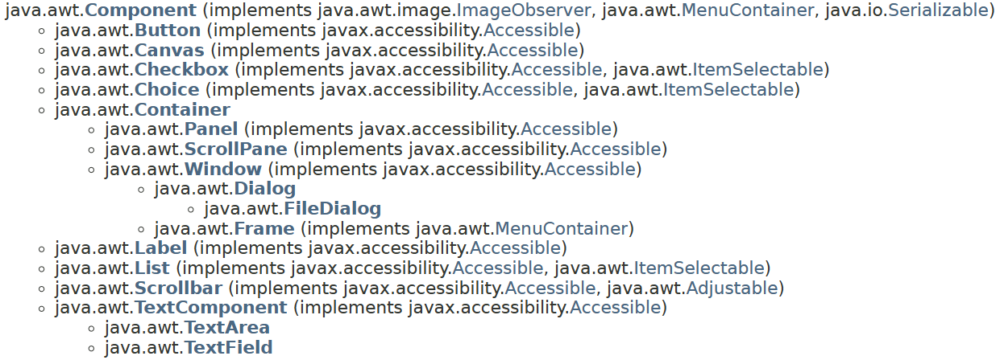 java.awt.Component (implements java.awt.image.ImageObserver, java.awt.MenuContainer, java.io.Serializable)
java.awt.Button (implements javax.accessibility.Accessible)
java.awt.Canvas (implements javax.accessibility.Accessible)
java.awt.Checkbox (implements javax.accessibility.Accessible, java.awt.ItemSelectable)
java.awt.Choice (implements javax.accessibility.Accessible, java.awt.ItemSelectable)
java.awt.Container
java.awt.Panel (implements javax.accessibility.Accessible)
java.awt.ScrollPane (implements javax.accessibility.Accessible)
java.awt.Window (implements javax.accessibility.Accessible)
java.awt.Dialog
java.awt.FileDialog
java.awt.Frame (implements java.awt.MenuContainer)
java.awt.Label (implements javax.accessibility.Accessible)
java.awt.List (implements javax.accessibility.Accessible, java.awt.ItemSelectable)
java.awt.Scrollbar (implements javax.accessibility.Accessible, java.awt.Adjustable)
java.awt.TextComponent (implements javax.accessibility.Accessible)
java.awt.TextArea
java.awt.TextField